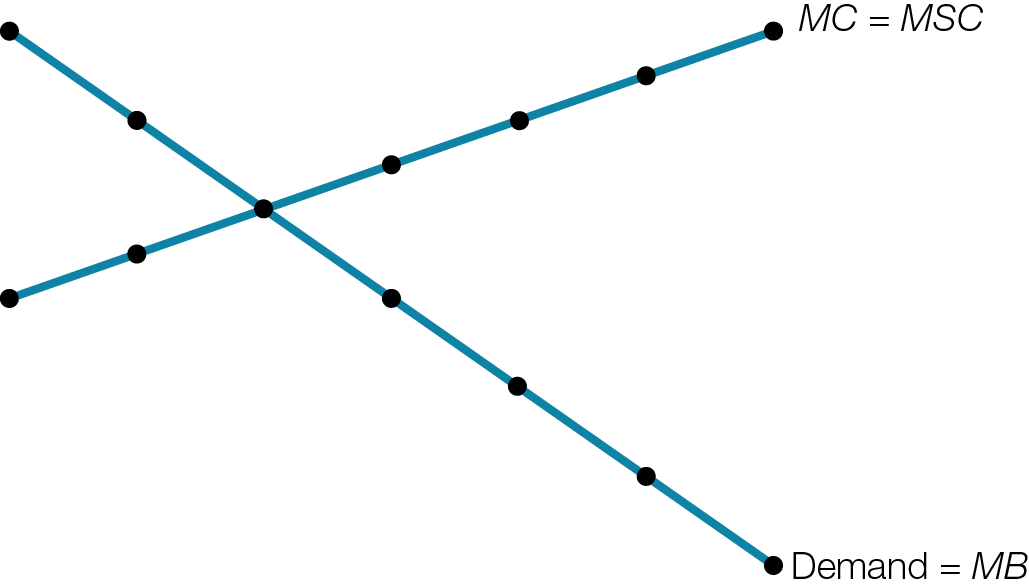 MC = MSC
Demand = MB